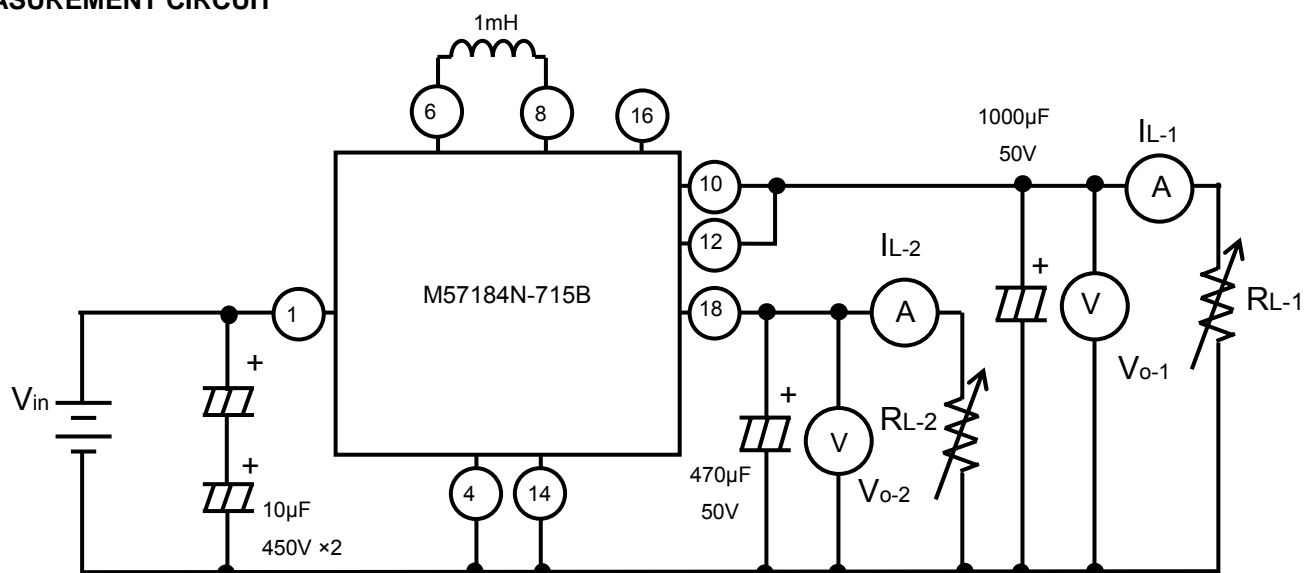 ASUREMENT CIRCUIT
1mH
6
8
16
1000µF
50V
IL-1
A
10
12
IL-2
M57184N-715B
1
18
A
+
V
RL-1
Vo-1
Vin
+
+
RL-2
V
+
10µF
450V ×2
4
14
470µF
50V
Vo-2